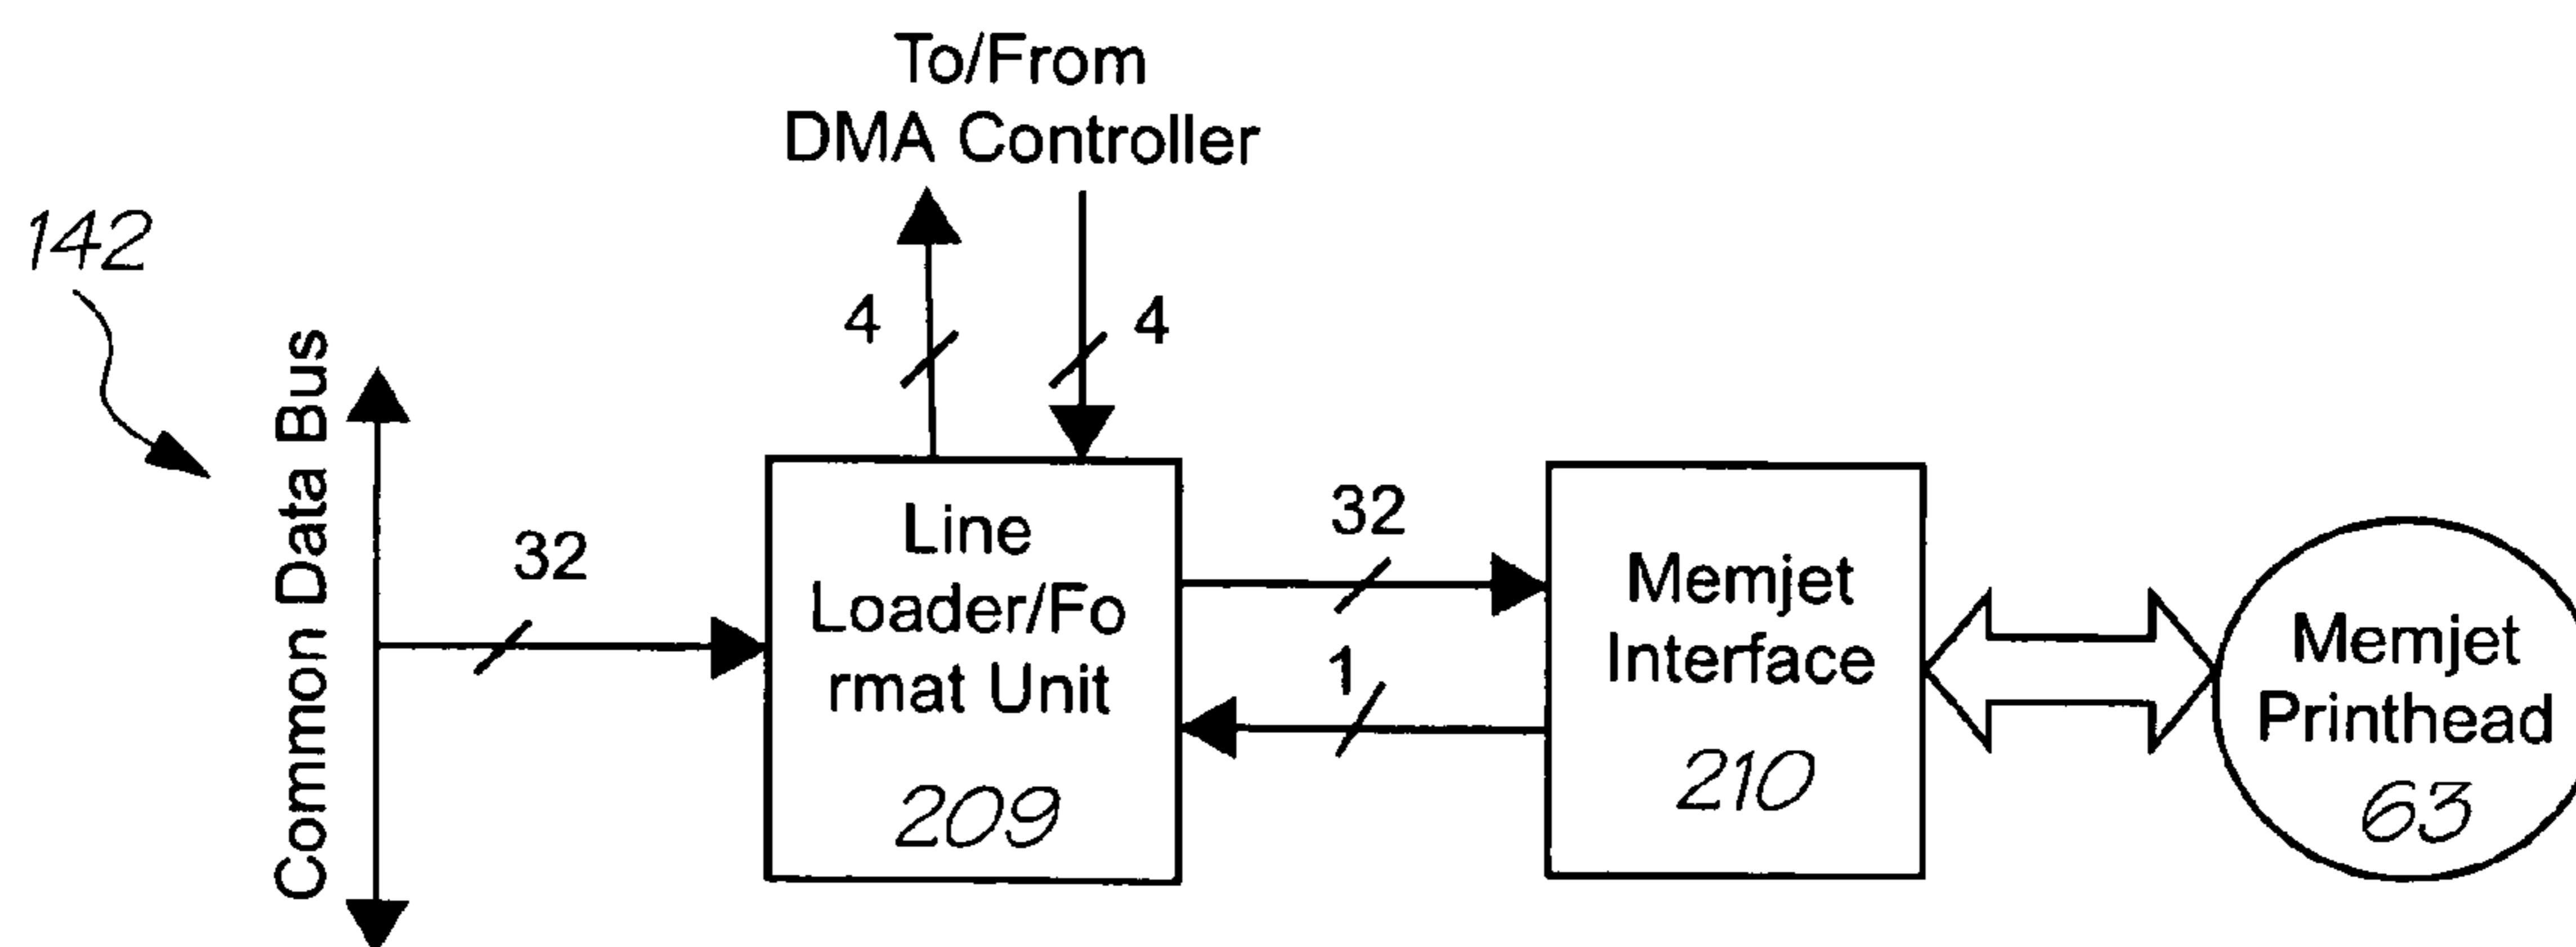 To/From
DMA Controller
142
4
4
Common Data Bus
32
Line
Loader/Fo
rmat Unit
209
32
1
Memjet
Interface
210
Memjet
Printhead
63